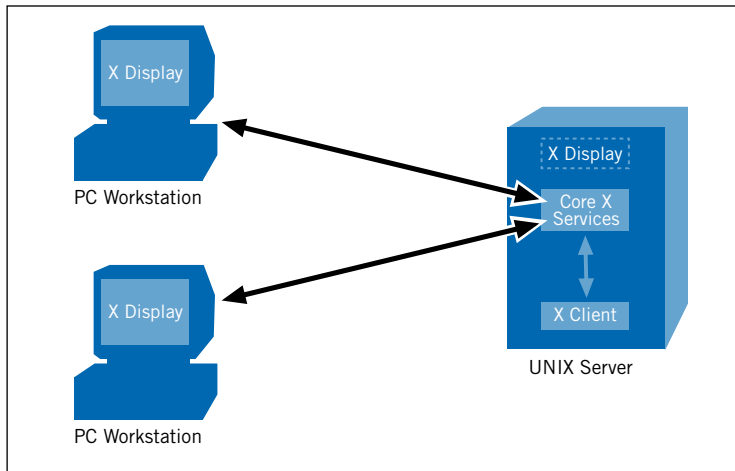 X Display
PC Workstation
X Display
PC Workstation
X Display
Core X
Services
X Client
UNIX Server